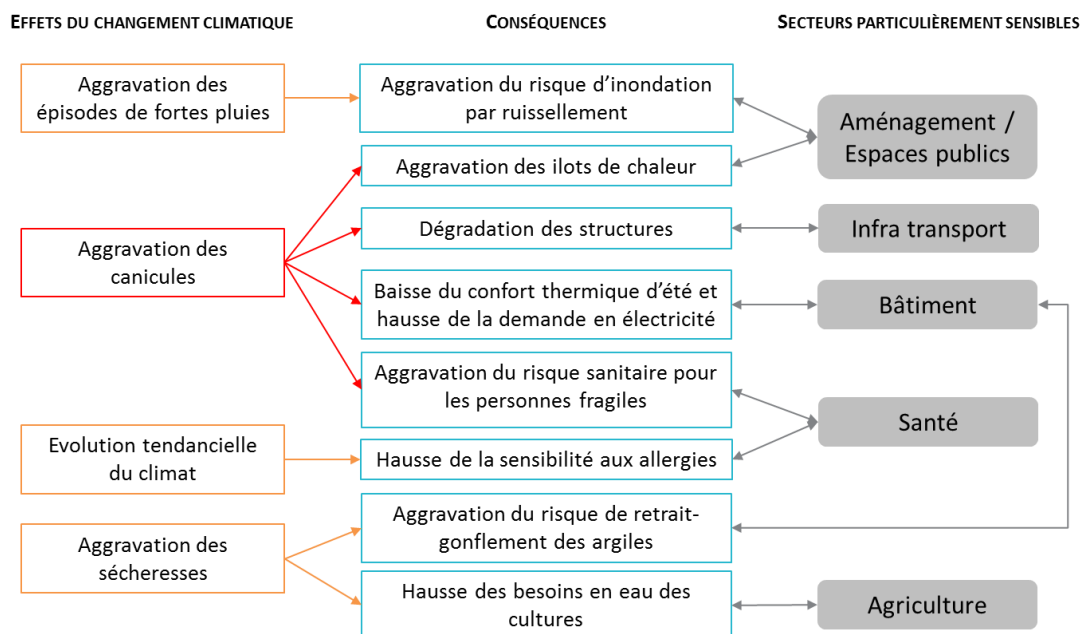 EFFETS DU CHANGEMENT CLIMATIQUE
CONSÉQUENCES
SECTEURS PARTICULIÈREMENT SENSIBLES
Aggravation des
épisodes de fortes pluies
Aggravation du risque d'inondation
par ruissellement
Aménagement /
Espaces publics
Aggravation des ilots de chaleur
Aggravation des
canicules
Dégradation des structures
Infra transport
Baisse du confort thermique d'été et
hausse de la demande en électricité
Bâtiment
Aggravation du risque sanitaire pour
les personnes fragiles
Santé
Evolution tendancielle
du climat
Hausse de la sensibilité aux allergies
Aggravation des
sécheresses
Aggravation du risque de retrait-
gonflement des argiles
Hausse des besoins en eau des
cultures
Agriculture